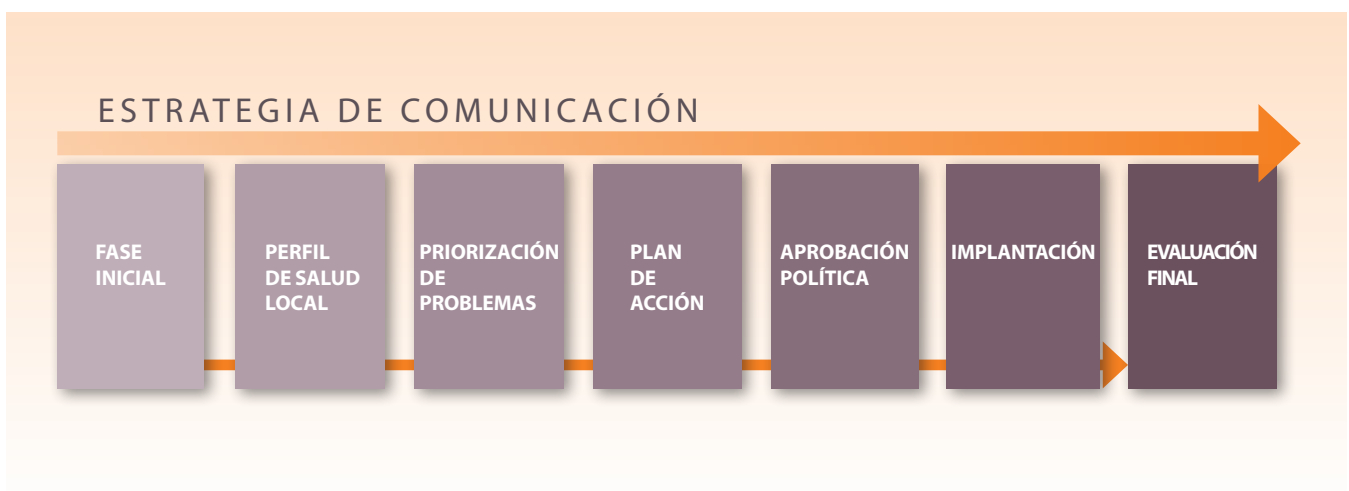 ESTRATEGIA DE COMUNICACIÓN
FASE
INICIAL
PERFIL
DE SALUD
LOCAL
PRIORIZACIÓN
DE
PROBLEMAS
PLAN
DE
ACCIÓN
APROBACIÓN
POLÍTICA
IMPLANTACIÓN
EVALUACIÓN
FINAL